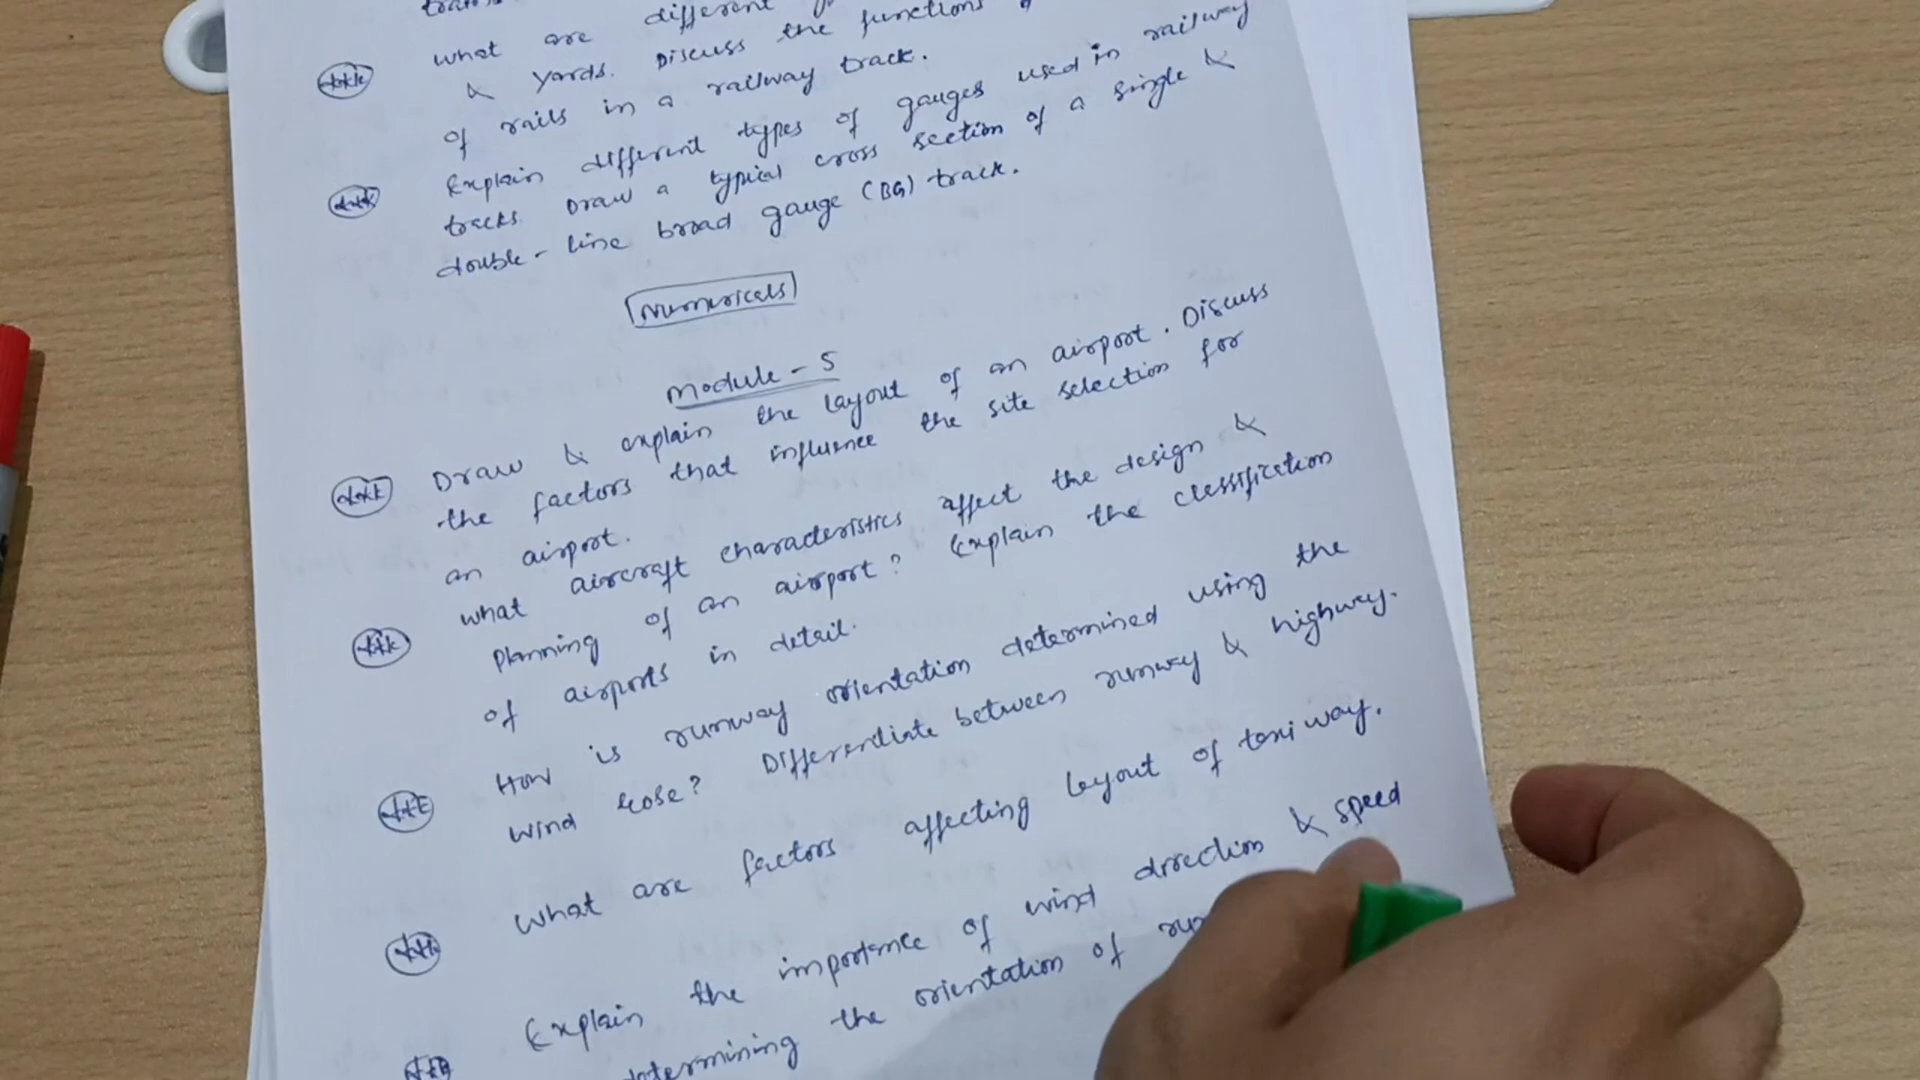 what are different
& yards. Discuss the functions
of rails in a railway track.
Explain different types of gauges used in railway
tracks. Draw a typical cross section of a single &
double-line broad gauge (BG) track.
Numericals
Module-5
Draw & explain the layout of an airport. Discuss
the factors that influence the site selection for
an airport.
what aircraft characteristics affect the design &
planning of an airport? Explain the classification
of airports in detail.
How is runway orientation determined using the
wind rose? Differentiate between runway & highway.
what are factors affecting layout of taxi way.
Explain the importance of wind direction & speed
determining the orientation of